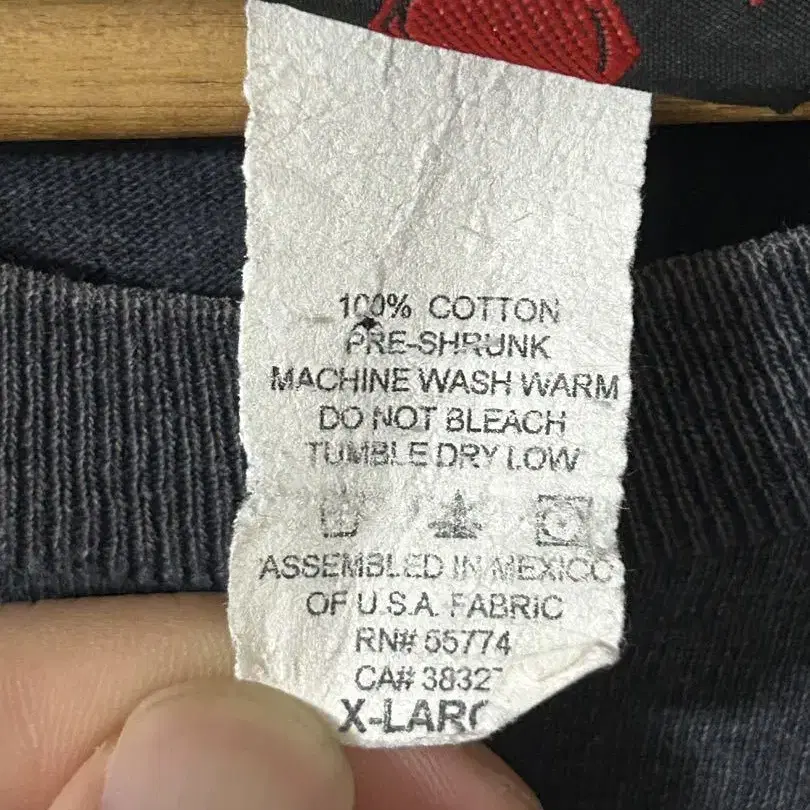 100% COTTON
PRE-SHRUNK
MACHINE WASH WARM
DO NOT BLEACH
TUMBLE DRY LOW
ASSEMBLED IN MEXICO
OF U.S.A. FABRIC
RN#
CA#